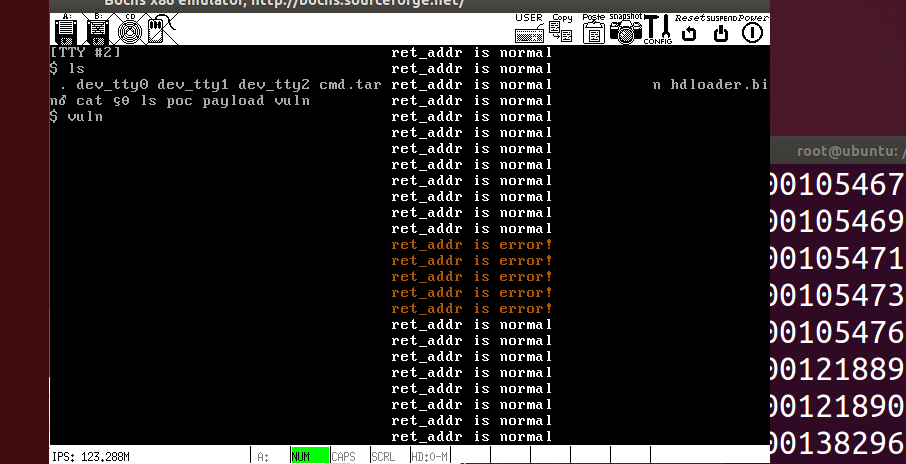 Bochs x86 emulator, http://bochs.sourceforge.net/
A: B: CD USER Copy Paste snapshot CONFIG Reset SUSPEND Power
[TTY #2] ret_addr is normal
$ ls ret_addr is normal
. dev_tty0 dev_tty1 dev_tty2 cmd.tar ret_addr is normal n hdloader.bi
n♂ cat ls poc payload vuln ret_addr is normal
$ vuln ret_addr is normal
ret_addr is normal
ret_addr is normal
ret_addr is normal
ret_addr is normal
ret_addr is normal
ret_addr is normal
ret_addr is normal
ret_addr is error!
ret_addr is error!
ret_addr is error!
ret_addr is error!
ret_addr is error!
ret_addr is normal
ret_addr is normal
ret_addr is normal
ret_addr is normal
ret_addr is normal
ret_addr is normal
ret_addr is normal
ret_addr is normal
IPS: 123.288M A: NUM CAPS SCRL HD:0-M
root@ubuntu: /
00105467
00105469
00105471
00105473
00105476
00121889
00121890
00138296